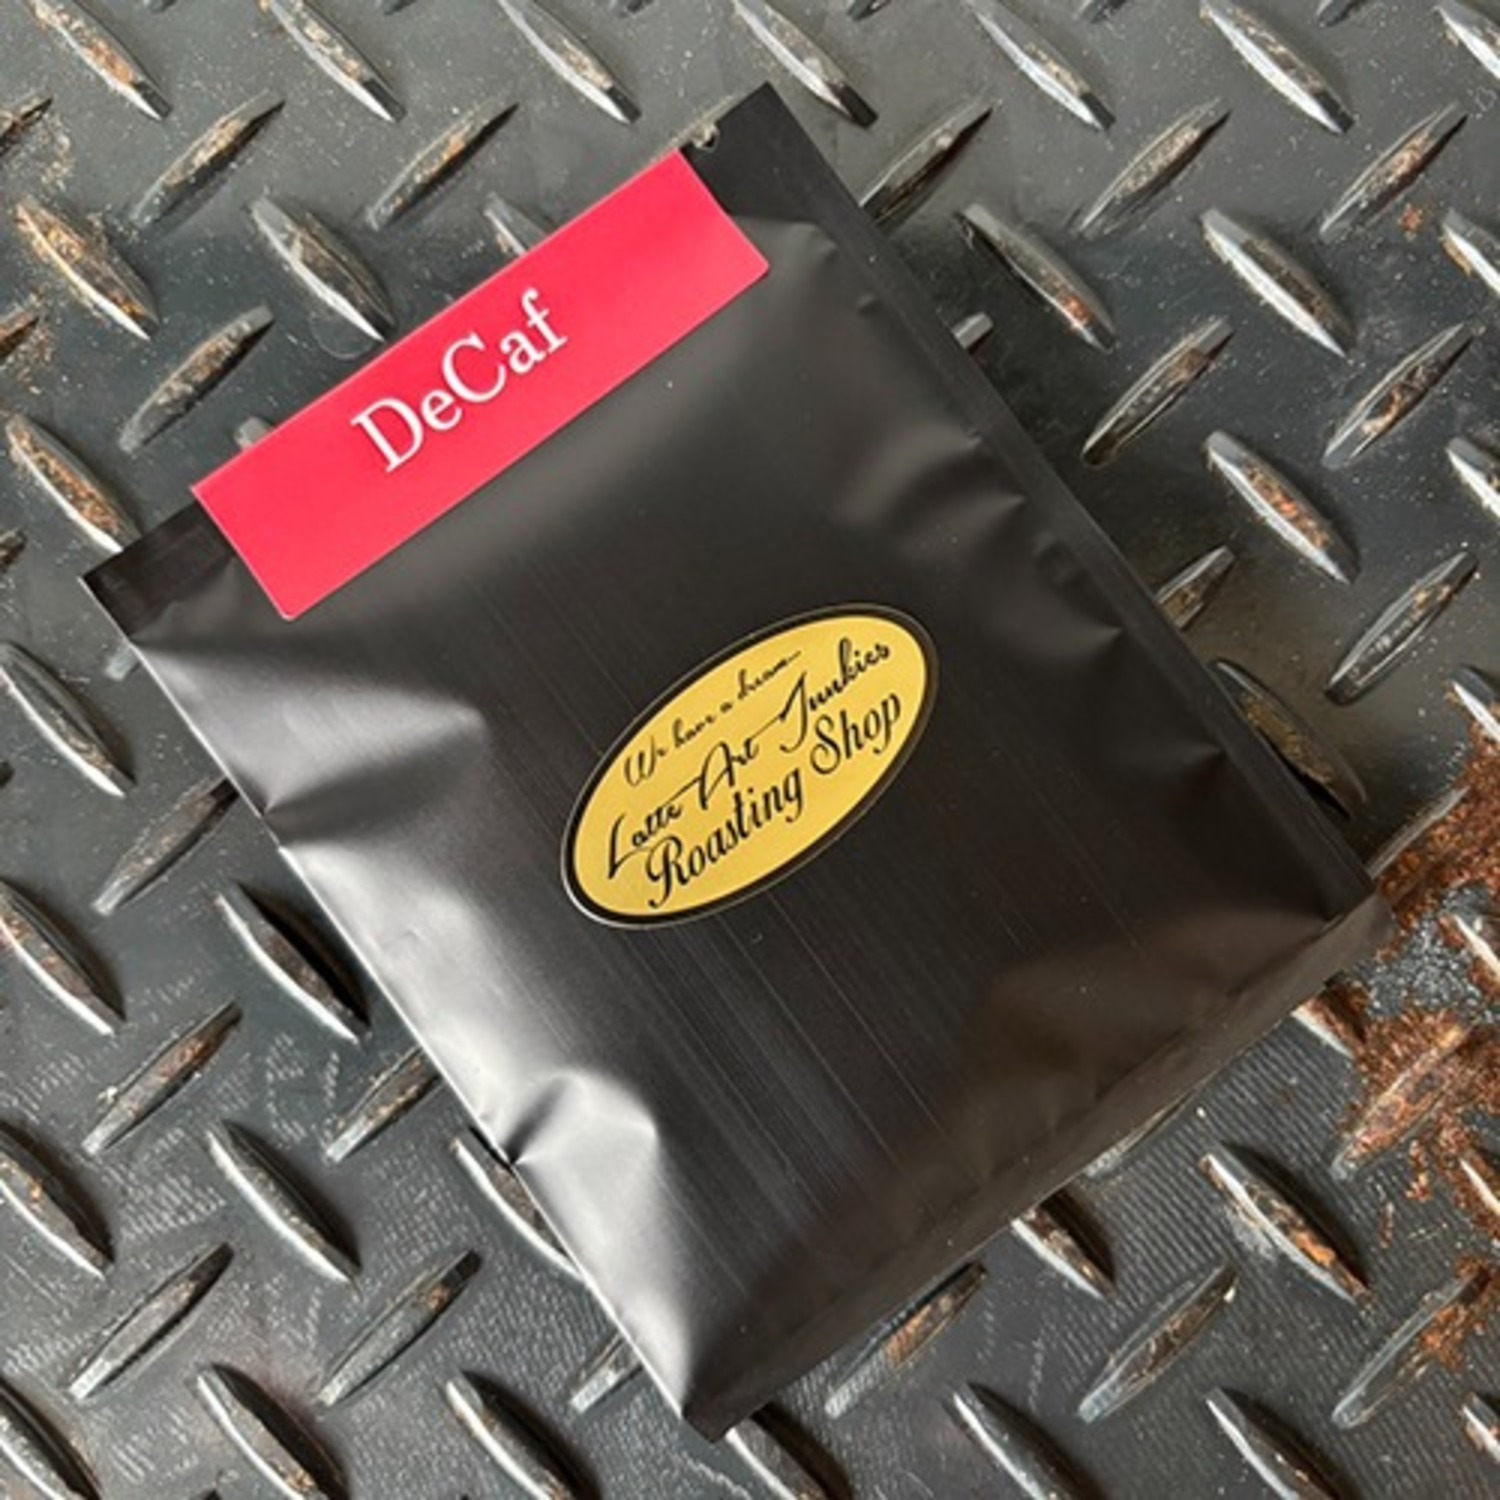 DeCaf
We have a dream
Latte Art Junkies
Roasting Shop